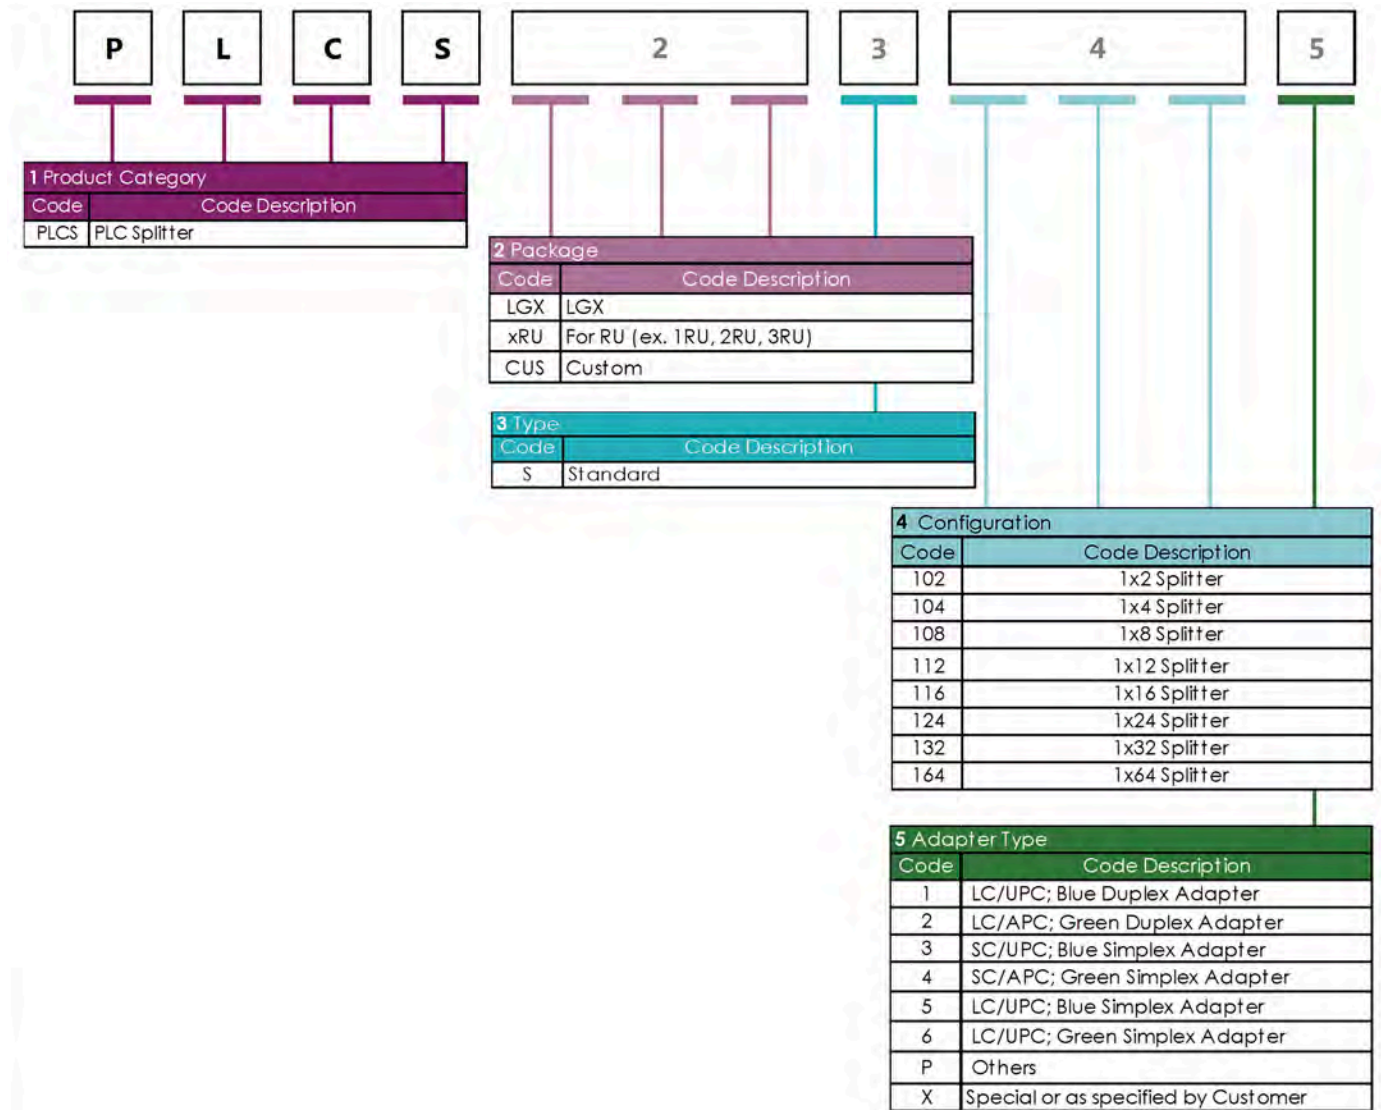 P L C S 2 3 4 5
1 Product Category
Code Code Description
PLCS PLC Splitter
2 Package
Code Code Description
LGX LGX
xRU For RU (ex. 1RU, 2RU, 3RU)
CUS Custom
3 Type
Code Code Description
S Standard
4 Configuration
Code Code Description
102 1x2 Splitter
104 1x4 Splitter
108 1x8 Splitter
112 1x12 Splitter
116 1x16 Splitter
124 1x24 Splitter
132 1x32 Splitter
164 1x64 Splitter
5 Adapter Type
Code Code Description
1 LC/UPC; Blue Duplex Adapter
2 LC/APC; Green Duplex Adapter
3 SC/UPC; Blue Simplex Adapter
4 SC/APC; Green Simplex Adapter
5 LC/UPC; Blue Simplex Adapter
6 LC/UPC; Green Simplex Adapter
P Others
X Special or as specified by Customer